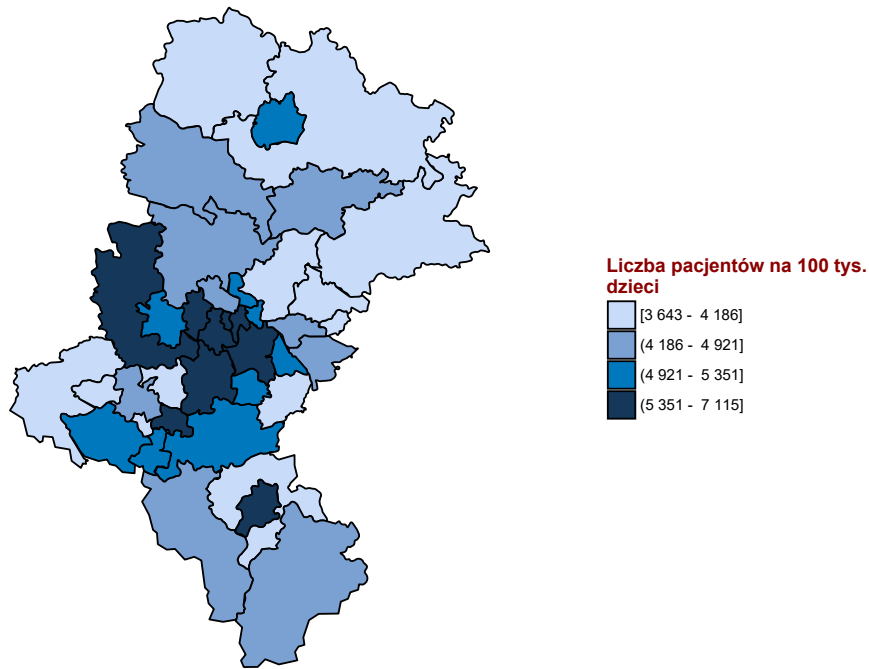 Liczba pacjentów na 100 tys.
dzieci
[3 643 - 4 186]
(4 186 - 4 921]
(4 921 - 5 351]
(5 351 - 7 115]